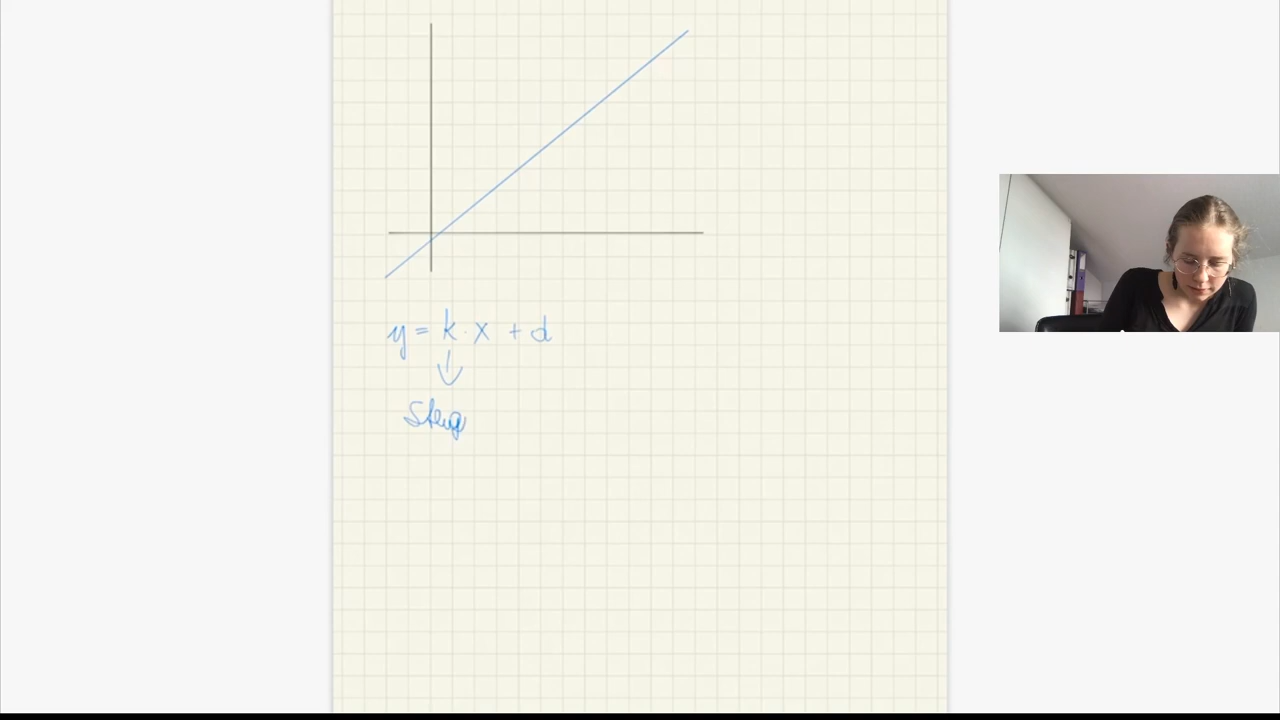 y = k · x + d
↓
Steig